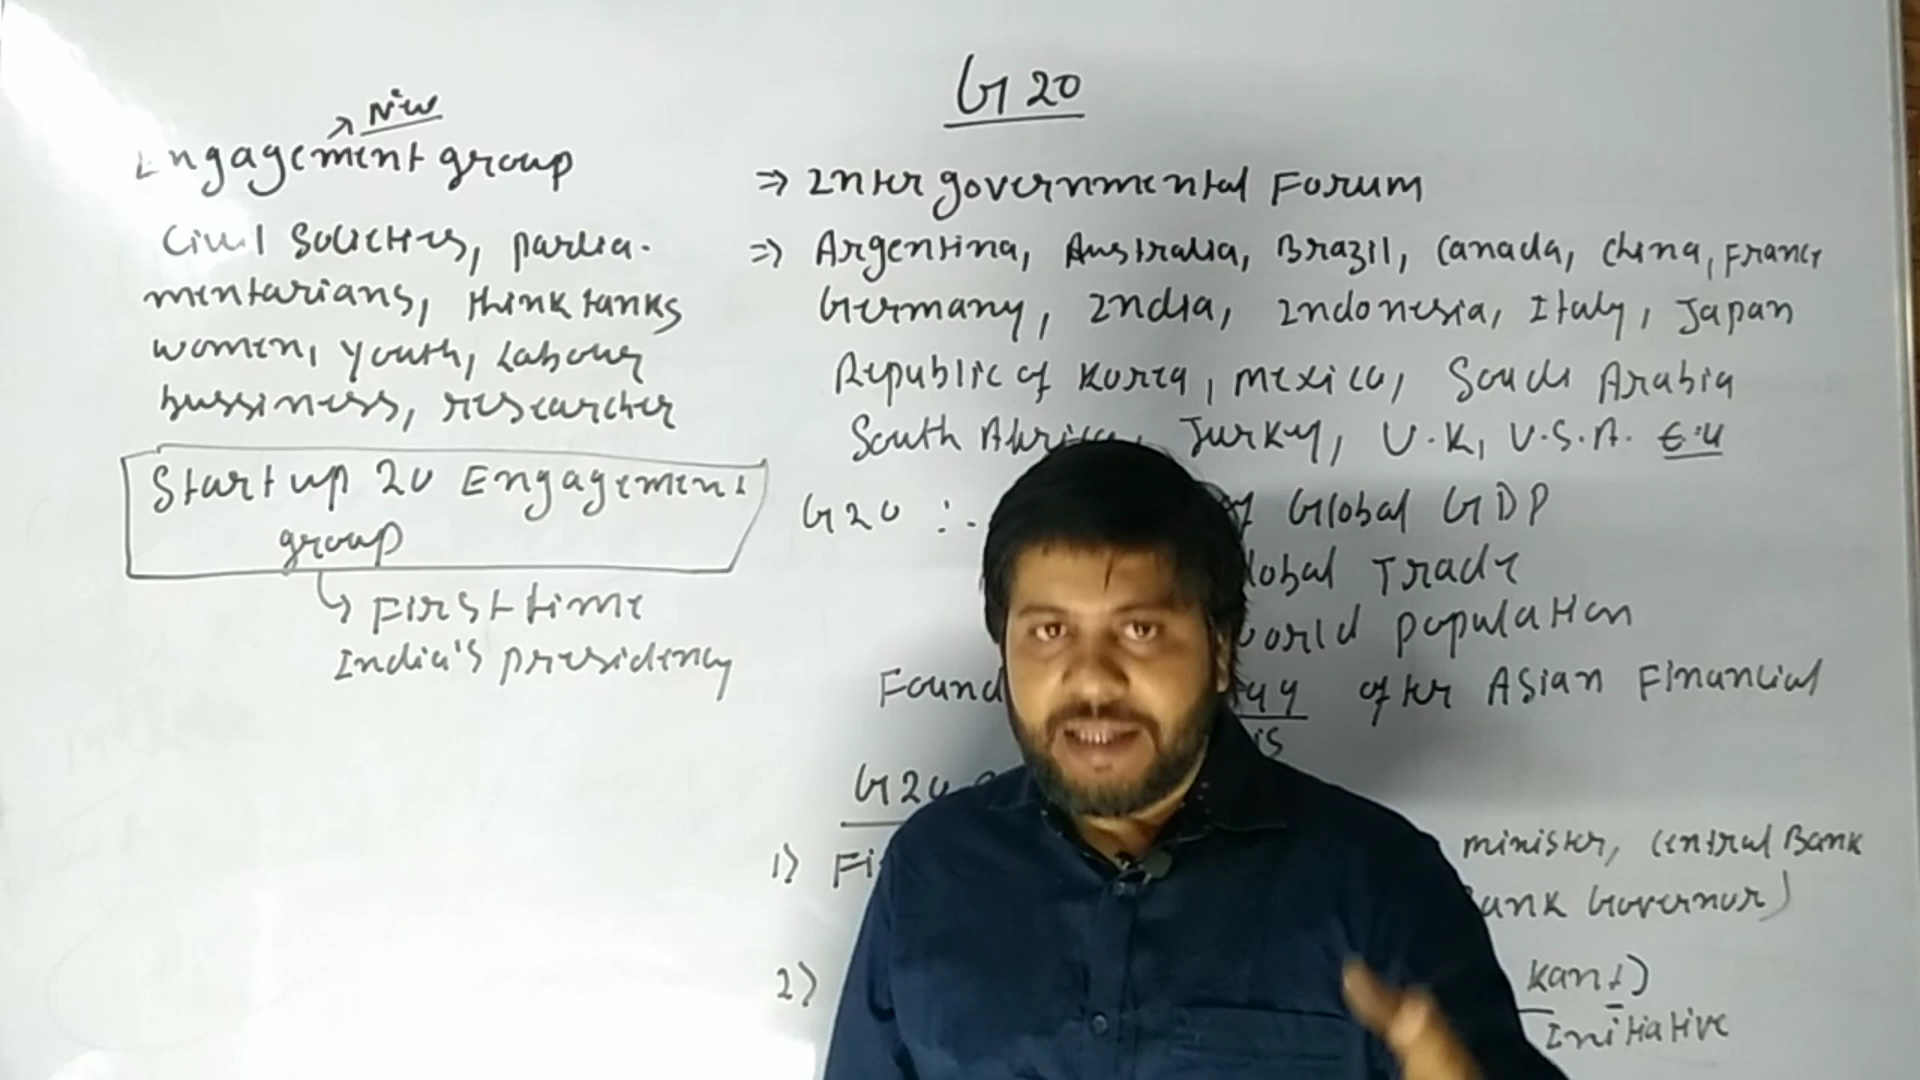 G20
New
Engagement group
Civil Societies, parlia-
mentarians, think tanks
women, youth, Labour
bussiness, researcher
Startup 20 Engagement
group
First time
India's presidency
⇒ Inter governmental Forum
⇒ Argentina, Australia, Brazil, Canada, China, France
Germany, India, Indonesia, Italy, Japan
Republic of Korea, Mexico, Saudi Arabia
South Africa, Turkey, U.K, U.S.A. E.U
G20 :- of Global GDP
Global Trade
world population
Found 99 after Asian Financial
is
G20
1) Fi minister, Central Bank
Bank Governor)
2) Kant)
Initiative